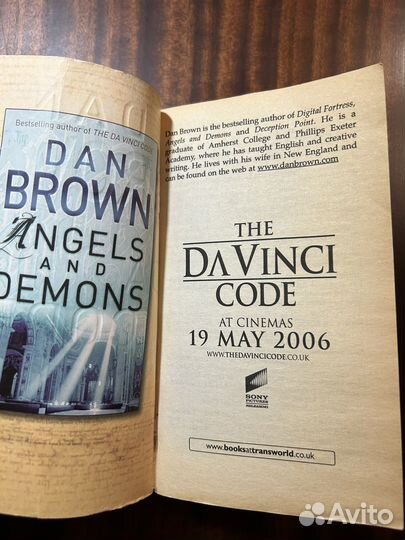 Bestselling author of THE DA VINCI CODE
DAN
BROWN
ANGELS
AND
DEMONS
Dan Brown is the bestselling author of Digital Fortress,
Angels and Demons and Deception Point. He is a
graduate of Amherst College and Phillips Exeter
Academy, where he has taught English and creative
writing. He lives with his wife in New England and
can be found on the web at www.danbrown.com
THE
DA VINCI
CODE
AT CINEMAS
19 MAY 2006
WWW.THEDAVINCICODE.CO.UK
SONY
PICTURES
RELEASING
www.booksattransworld.co.uk
Avito